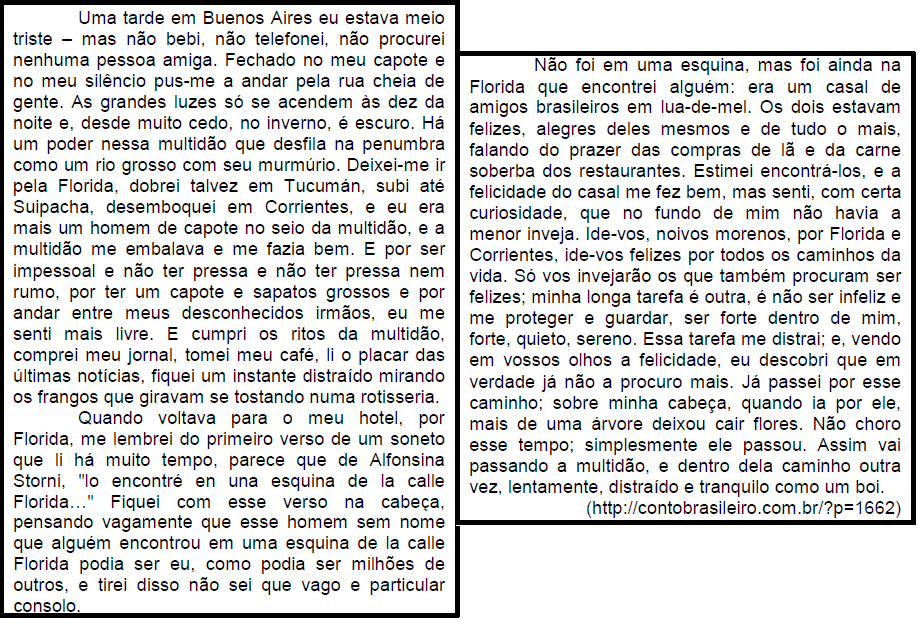 Uma tarde em Buenos Aires eu estava meio
triste – mas não bebi, não telefonei, não procurei
nenhuma pessoa amiga. Fechado no meu capote e
no meu silêncio pus-me a andar pela rua cheia de
gente. As grandes luzes só se acendem às dez da
noite e, desde muito cedo, no inverno, é escuro. Há
um poder nessa multidão que desfila na penumbra
como um rio grosso com seu murmúrio. Deixei-me ir
pela Florida, dobrei talvez em Tucumán, subi até
Suipacha, desemboquei em Corrientes, e eu era
mais um homem de capote no seio da multidão, e a
multidão me embalava e me fazia bem. E por ser
impessoal e não ter pressa e não ter pressa nem
rumo, por ter um capote e sapatos grossos e por
andar entre meus desconhecidos irmãos, eu me
senti mais livre. E cumpri os ritos da multidão,
comprei meu jornal, tomei meu café, li o placar das
últimas notícias, fiquei um instante distraído mirando
os frangos que giravam se tostando numa rotisseria.
Quando voltava para o meu hotel, por
Florida, me lembrei do primeiro verso de um soneto
que li há muito tempo, parece que de Alfonsina
Storni, "lo encontré en una esquina de la calle
Florida…" Fiquei com esse verso na cabeça,
pensando vagamente que esse homem sem nome
que alguém encontrou em uma esquina de la calle
Florida podia ser eu, como podia ser milhões de
outros, e tirei disso não sei que vago e particular
consolo.
Não foi em uma esquina, mas foi ainda na
Florida que encontrei alguém: era um casal de
amigos brasileiros em lua-de-mel. Os dois estavam
felizes, alegres deles mesmos e de tudo o mais,
falando do prazer das compras de lã e da carne
soberba dos restaurantes. Estimei encontrá-los, e a
felicidade do casal me fez bem, mas senti, com certa
curiosidade, que no fundo de mim não havia a
menor inveja. Ide-vos, noivos morenos, por Florida e
Corrientes, ide-vos felizes por todos os caminhos da
vida. Só vos invejarão os que também procuram ser
felizes; minha longa tarefa é outra, é não ser infeliz e
me proteger e guardar, ser forte dentro de mim,
forte, quieto, sereno. Essa tarefa me distrai; e, vendo
em vossos olhos a felicidade, eu descobri que em
verdade já não a procuro mais. Já passei por esse
caminho; sobre minha cabeça, quando ia por ele,
mais de uma árvore deixou cair flores. Não choro
esse tempo; simplesmente ele passou. Assim vai
passando a multidão, e dentro dela caminho outra
vez, lentamente, distraído e tranquilo como um boi.
(http://contobrasileiro.com.br/?p=1662)